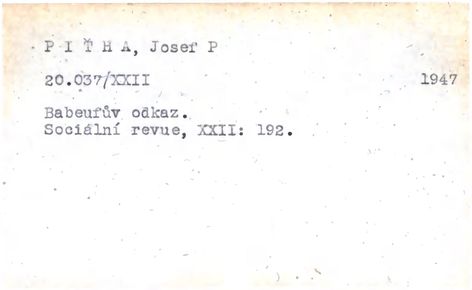 P I Ť H A, Josef P
20.037/XXII 1947
Babeufův odkaz.
Sociální revue, XXII: 192.